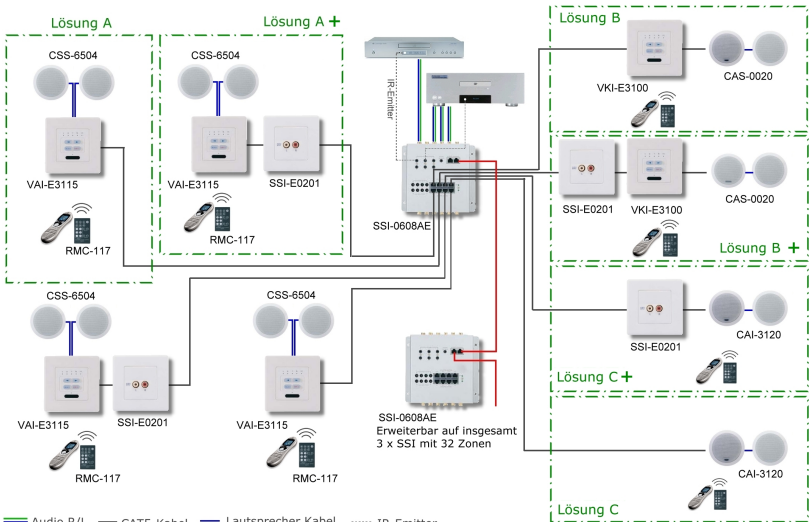 Lösung A
CSS-6504
VAI-E3115
RMC-117
Lösung A +
CSS-6504
VAI-E3115
SSI-E0201
RMC-117
IR-Emitter
SSI-0608AE
Lösung B
VKI-E3100
CAS-0020
SSI-E0201
VKI-E3100
CAS-0020
Lösung B +
SSI-E0201
CAI-3120
Lösung C +
CAI-3120
Lösung C
CSS-6504
VAI-E3115
SSI-E0201
RMC-117
CSS-6504
VAI-E3115
RMC-117
SSI-0608AE
Erweiterbar auf insgesamt
3 x SSI mit 32 Zonen
Audio R/L
CAT5-Kabel
Lautsprecher Kabel
IR-Emitter